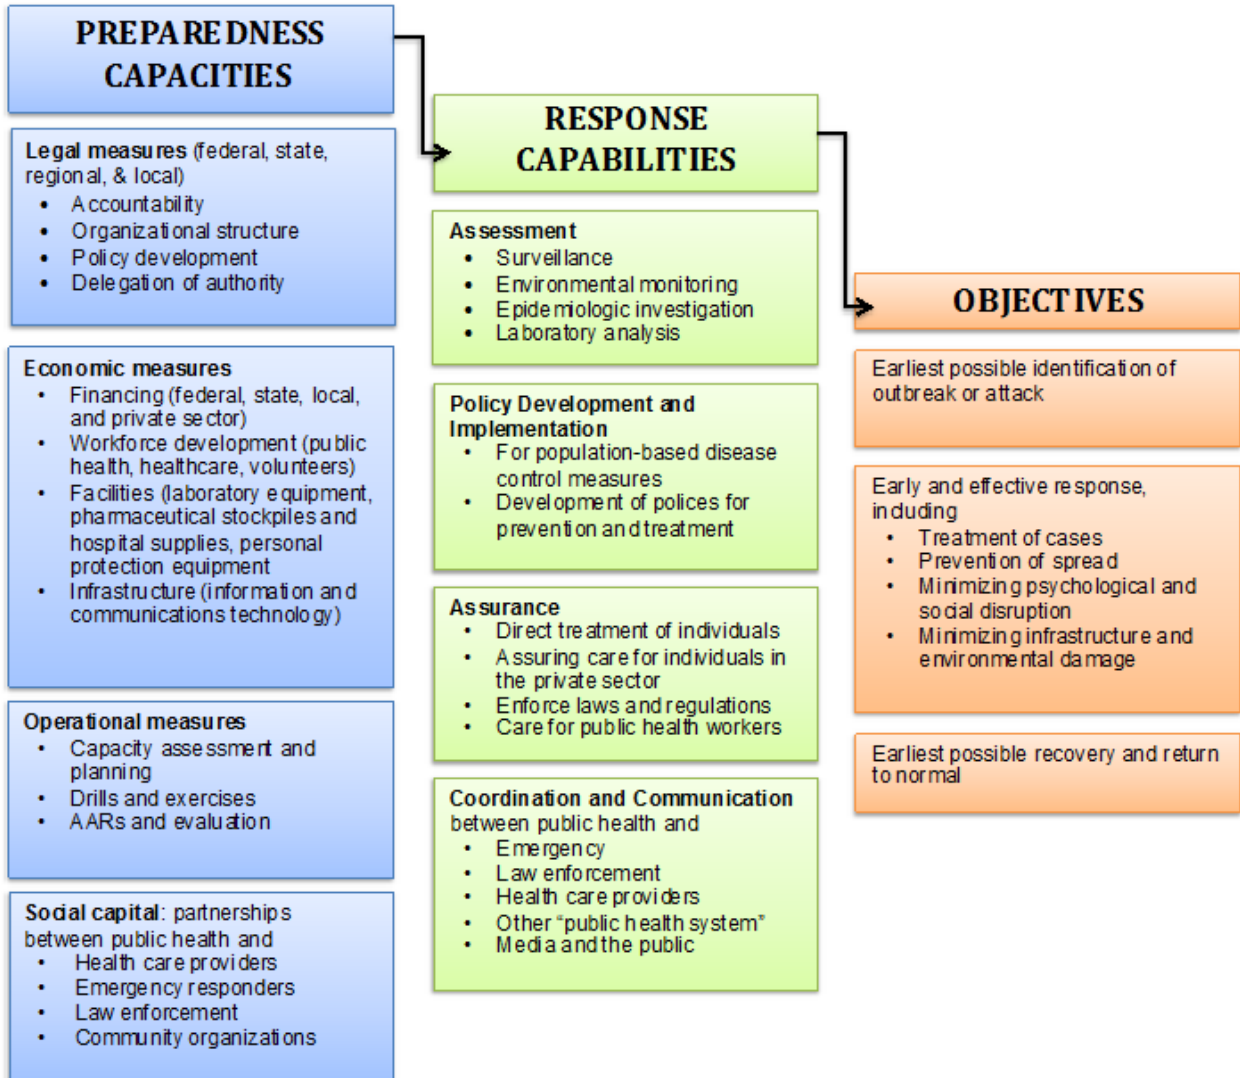 PREPAREDNESS
CAPACITIES
Legal measures (federal, state,
regional, & local)
• Accountability
• Organizational structure
• Policy development
• Delegation of authority
Economic measures
• Financing (federal, state, local,
and private sector)
• Workforce development (public
health, healthcare, volunteers)
• Facilities (laboratory equipment,
pharmaceutical stockpiles and
hospital supplies, personal
protection equipment
• Infrastructure (information and
communications technology)
Operational measures
• Capacity assessment and
planning
• Drills and exercises
• AARs and evaluation
Social capital: partnerships
between public health and
• Health care providers
• Emergency responders
• Law enforcement
• Community organizations
RESPONSE
CAPABILITIES
Assessment
• Surveillance
• Environmental monitoring
• Epidemiologic investigation
• Laboratory analysis
Policy Development and
Implementation
• For population-based disease
control measures
• Development of polices for
prevention and treatment
Assurance
• Direct treatment of individuals
• Assuring care for individuals in
the private sector
• Enforce laws and regulations
• Care for public health workers
Coordination and Communication
between public health and
• Emergency
• Law enforcement
• Health care providers
• Other “public health system”
• Media and the public
OBJECTIVES
Earliest possible identification of
outbreak or attack
Early and effective response,
including
• Treatment of cases
• Prevention of spread
• Minimizing psychological and
social disruption
• Minimizing infrastructure and
environmental damage
Earliest possible recovery and return
to normal